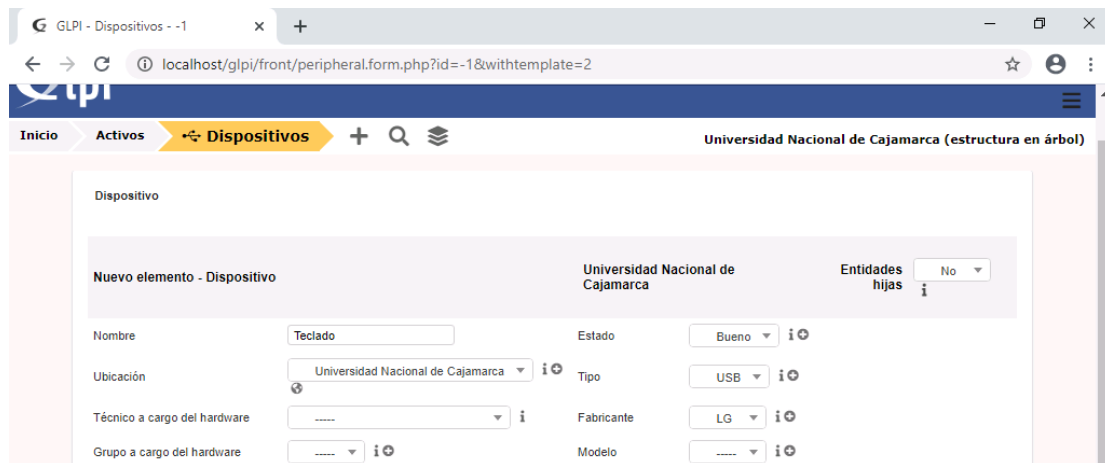 GLPI - Dispositivos - -1
localhost/glpi/front/peripheral.form.php?id=-1&withtemplate=2
Glpi
Inicio Activos Dispositivos Universidad Nacional de Cajamarca (estructura en árbol)
Dispositivo
Nuevo elemento - Dispositivo Universidad Nacional de Cajamarca Entidades hijas No
Nombre Teclado Estado Bueno
Ubicación Universidad Nacional de Cajamarca Tipo USB
Técnico a cargo del hardware ----- Fabricante LG
Grupo a cargo del hardware ----- Modelo -----